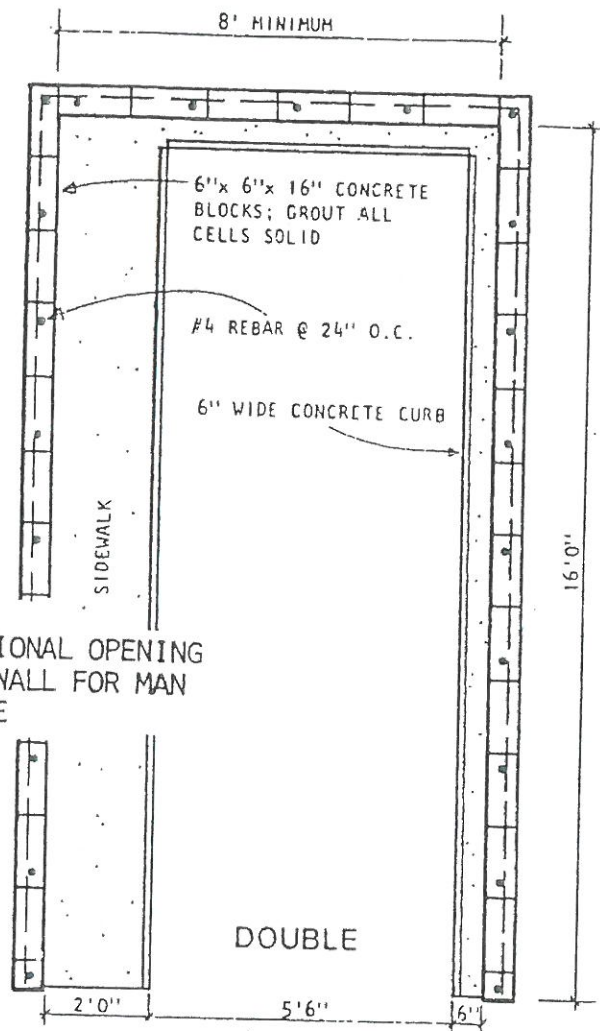 8' MINIMUM
6"x 6"x 16" CONCRETE
BLOCKS; GROUT ALL
CELLS SOLID
#4 REBAR @ 24" O.C.
6" WIDE CONCRETE CURB
SIDEWALK
16'0"
IONAL OPENING
WALL FOR MAN
E
DOUBLE
2'0"
5'6"
6"